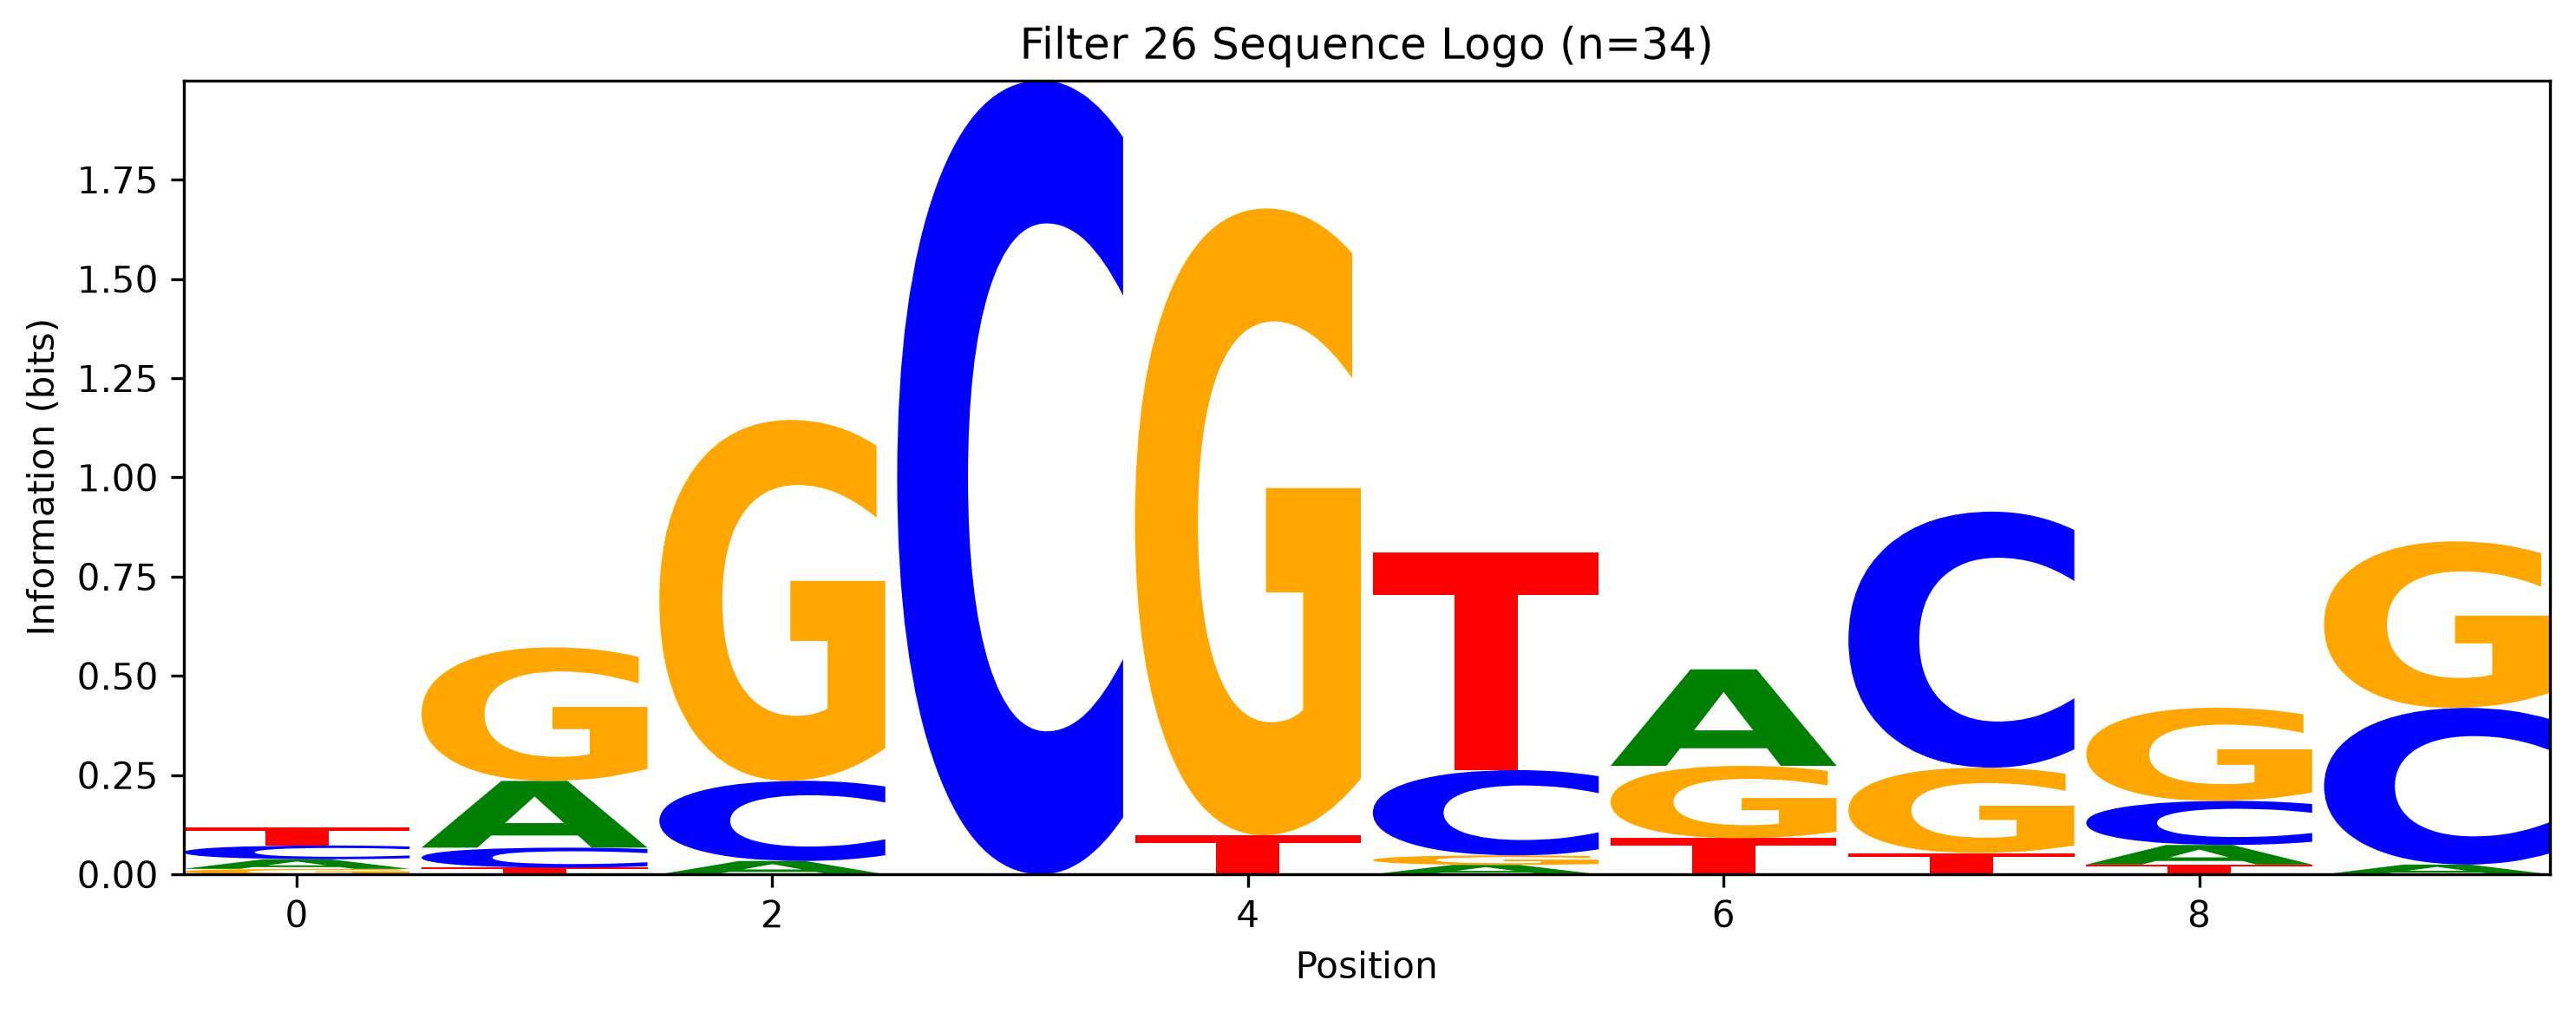 Filter 26 Sequence Logo (n=34)
Information (bits)
1.75
1.50
1.25
1.00
0.75
0.50
0.25
0.00
T G G C G T A C G G
C A C T C G G C C
A C A G T T A A
G T A T
0 2 4 6 8
Position